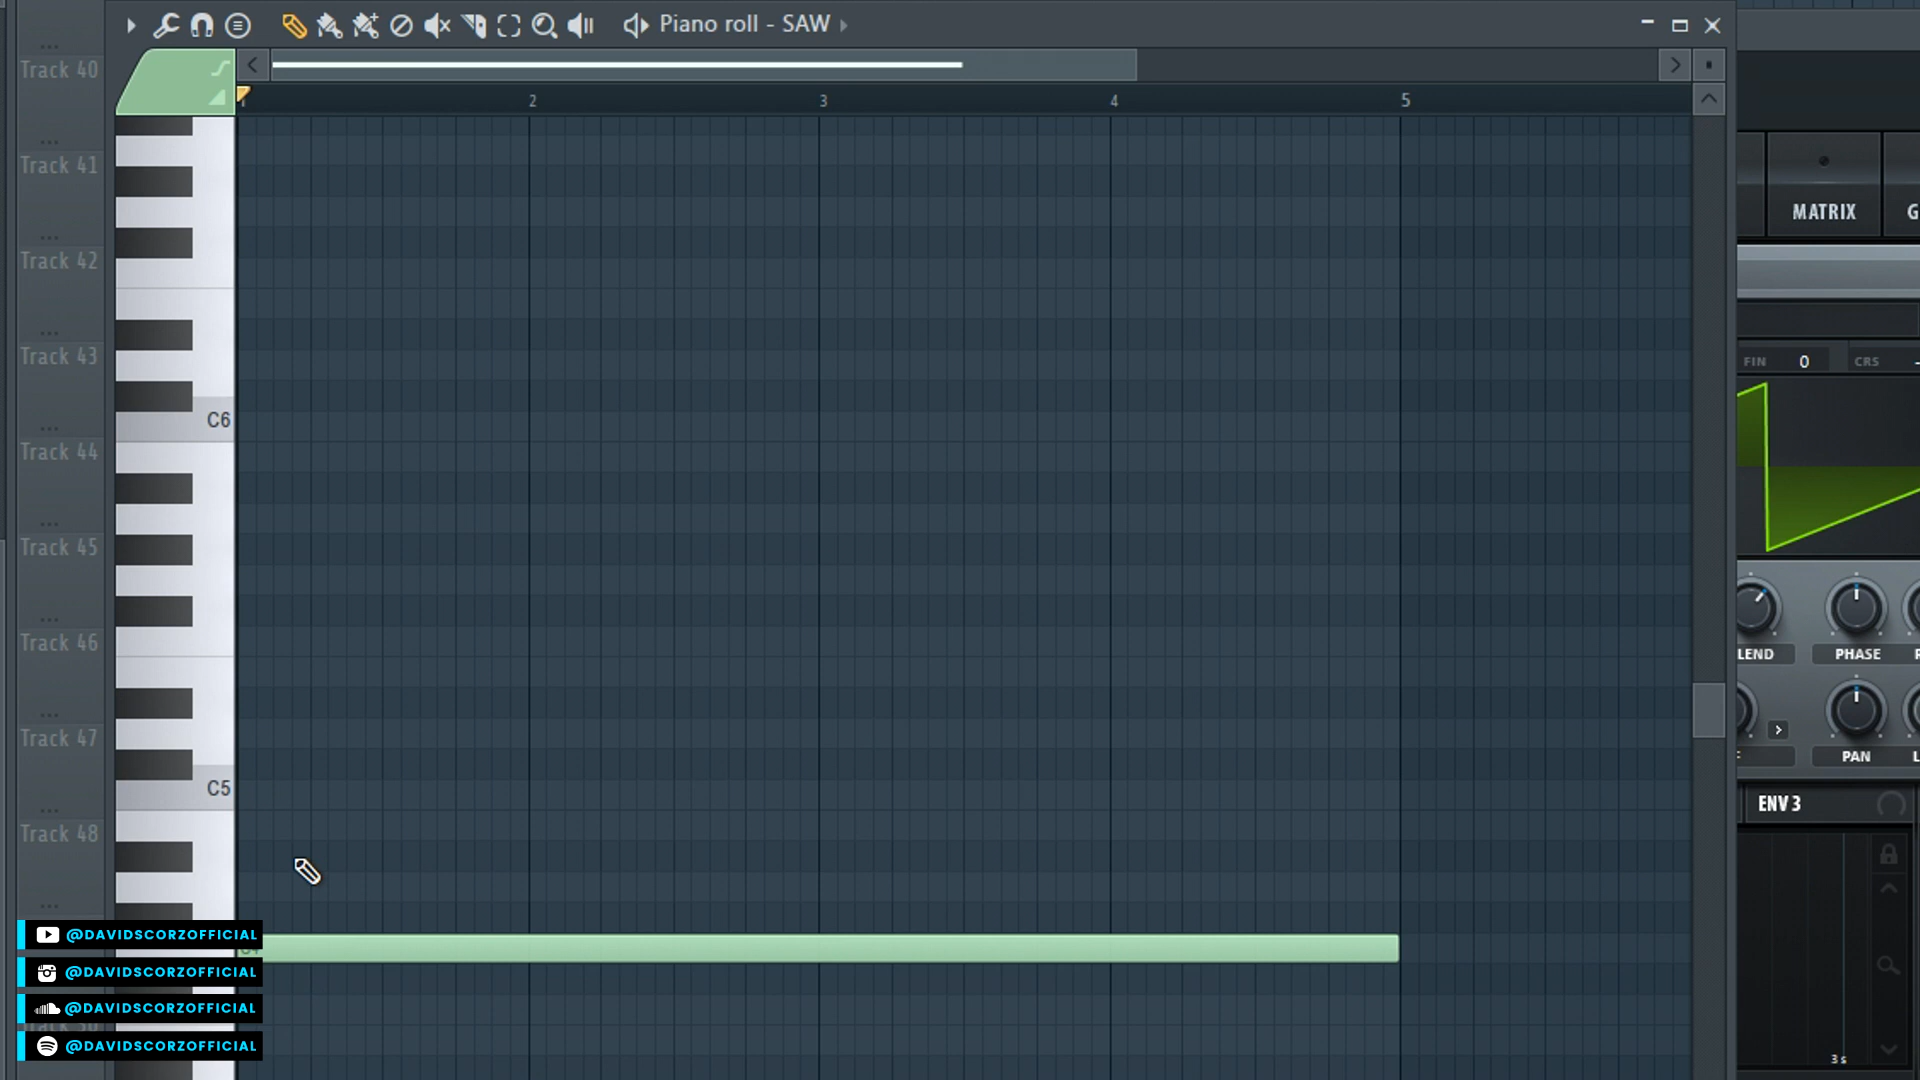 Piano roll - SAW
Track 40
1
2
3
4
5
Track 41
Track 42
Track 43
Track 44
Track 45
Track 46
Track 47
Track 48
C6
C5
MATRIX
G
FIN 0 CRS -
LEND
PHASE
PAN
ENV 3
3 s
@DAVIDSCORZOFFICIAL
@DAVIDSCORZOFFICIAL
@DAVIDSCORZOFFICIAL
@DAVIDSCORZOFFICIAL